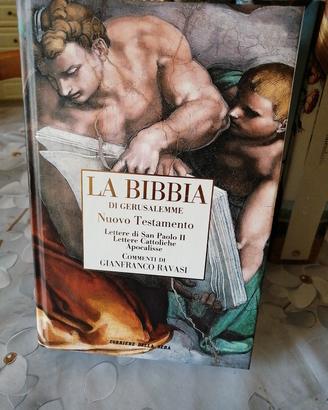 LA BIBBIA
DI GERUSALEMME
Nuovo Testamento
Lettere di San Paolo II
Lettere Cattoliche
Apocalisse
COMMENTI DI
GIANFRANCO RAVASI
CORRIERE DELLA SERA